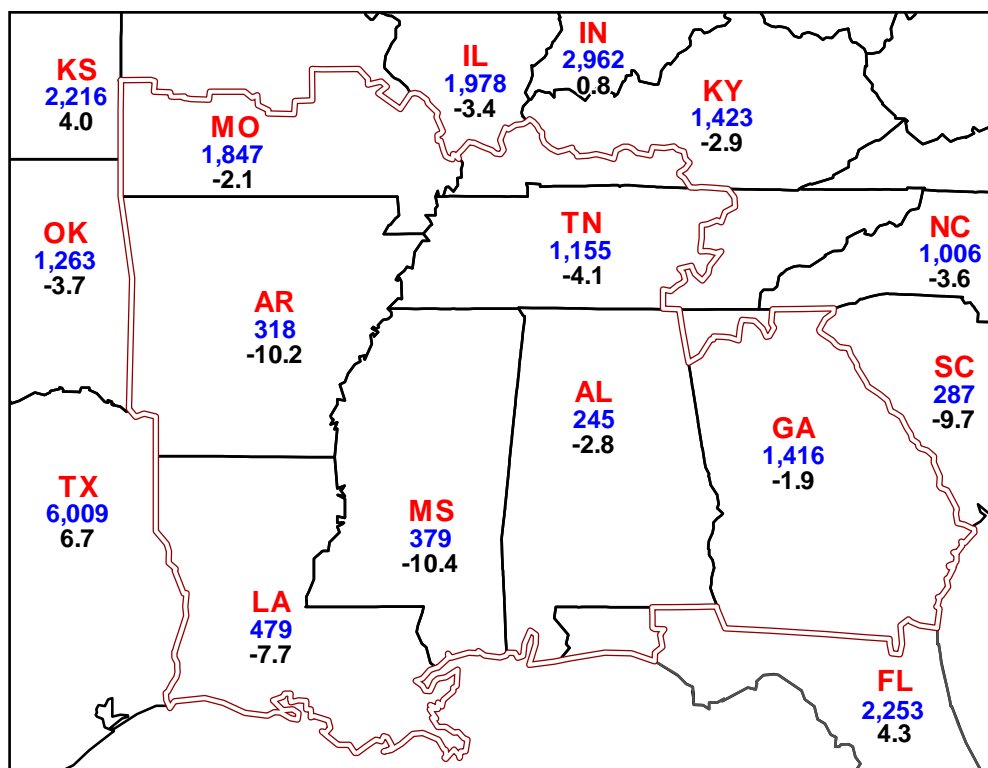 IN
2,962
0.8
IL
1,978
-3.4
KS
2,216
4.0
KY
1,423
-2.9
MO
1,847
-2.1
TN
1,155
-4.1
NC
1,006
-3.6
OK
1,263
-3.7
AR
318
-10.2
SC
287
-9.7
AL
245
-2.8
GA
1,416
-1.9
TX
6,009
6.7
MS
379
-10.4
LA
479
-7.7
FL
2,253
4.3